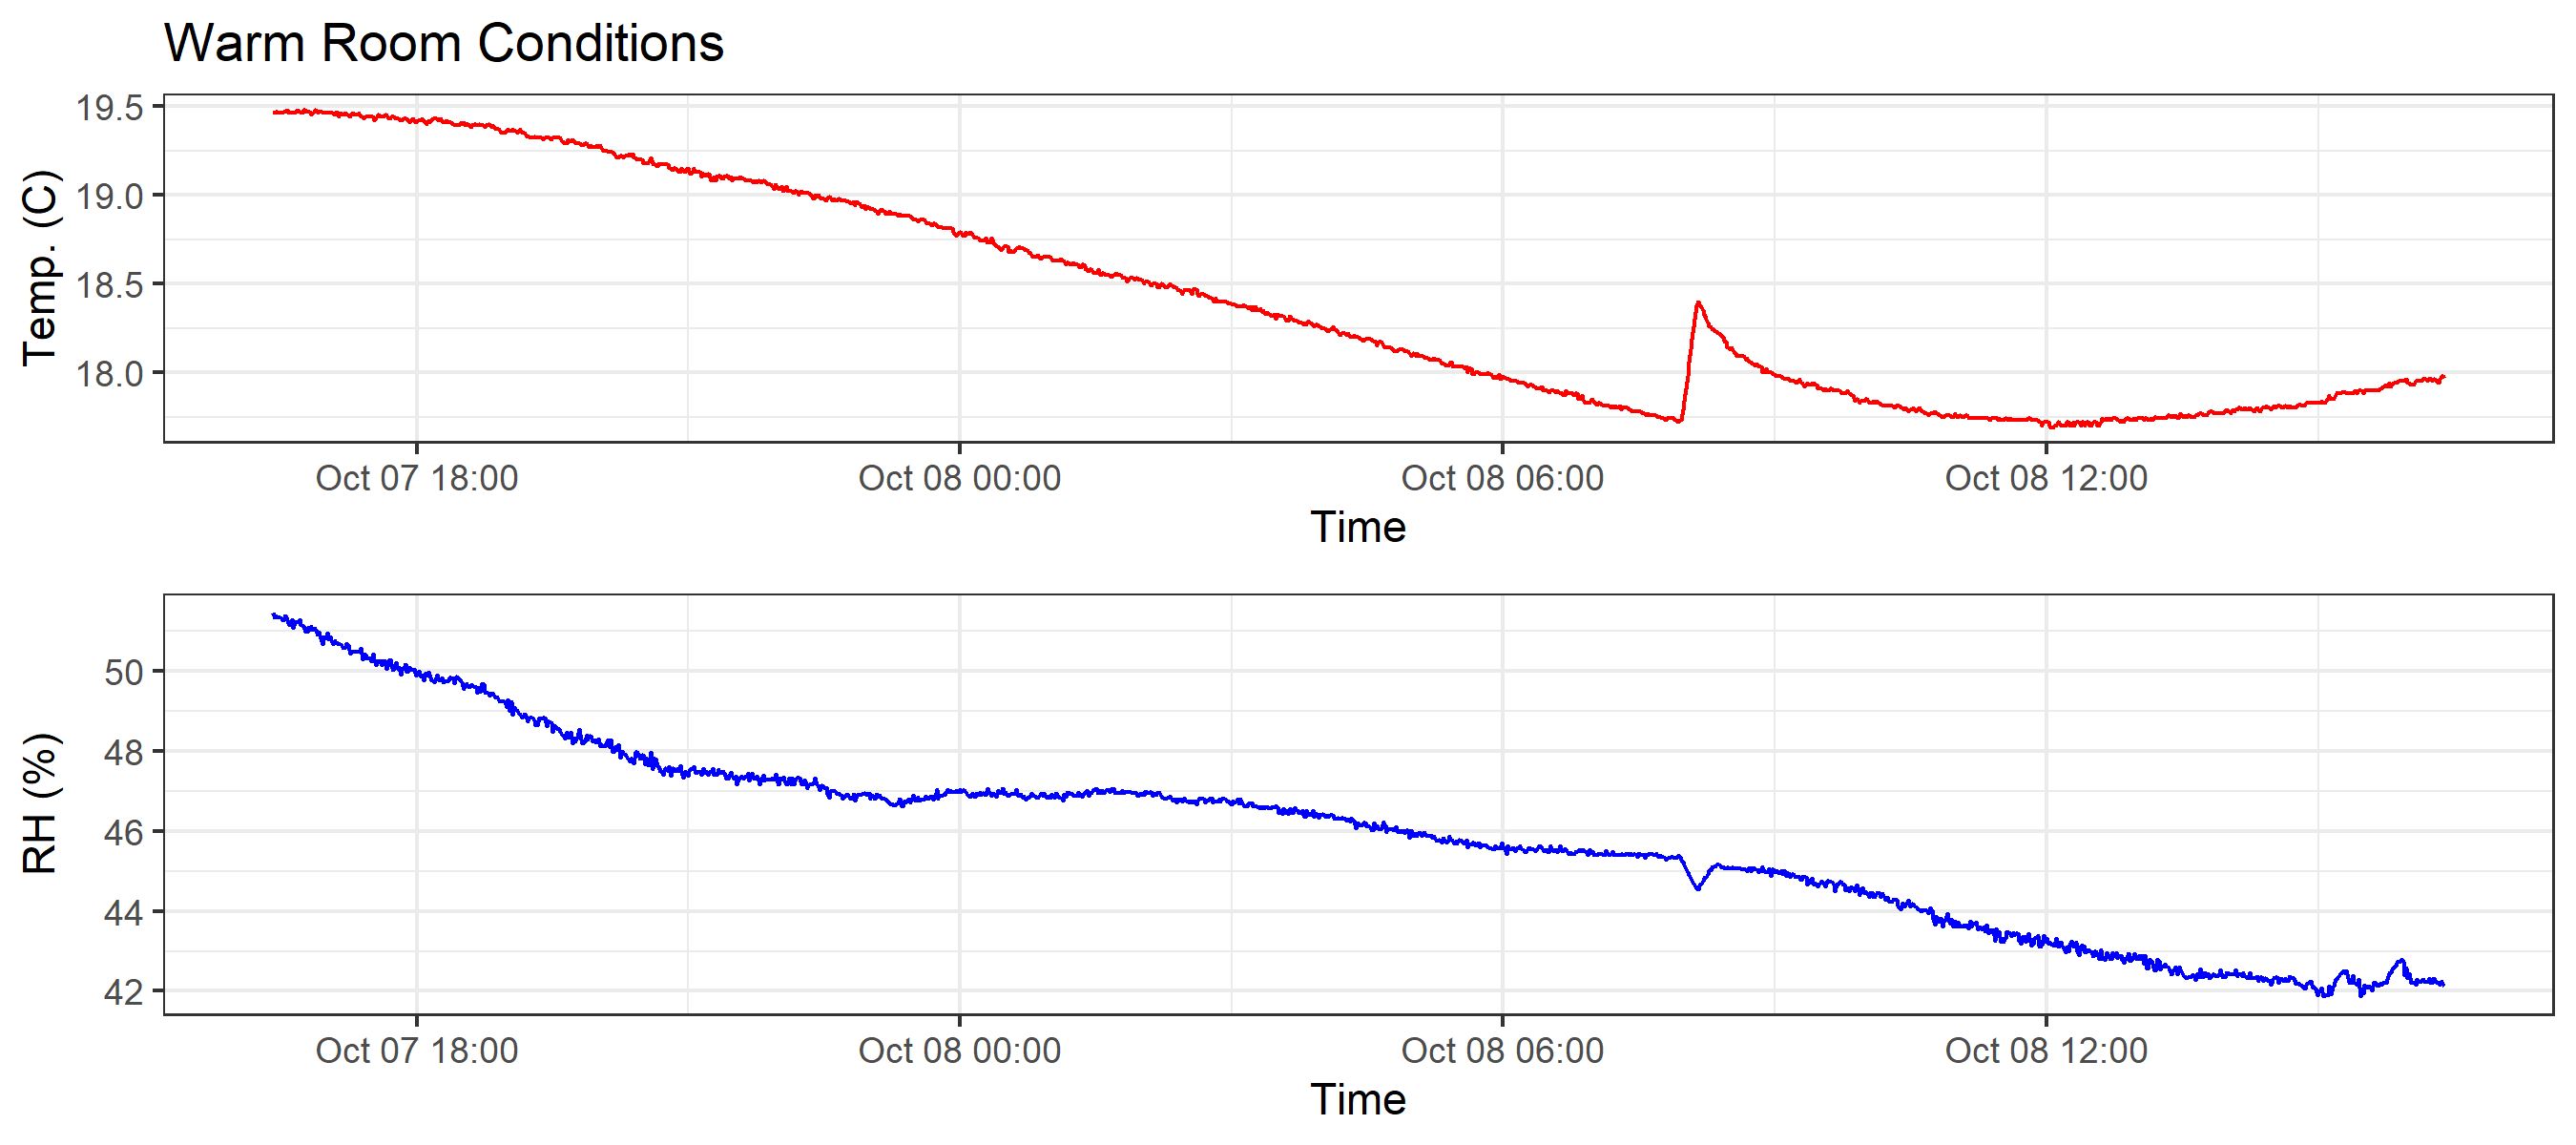 Warm Room Conditions
Temp. (C)
19.5
19.0
18.5
18.0
Oct 07 18:00 Oct 08 00:00 Oct 08 06:00 Oct 08 12:00
Time
RH (%)
50
48
46
44
42
Oct 07 18:00 Oct 08 00:00 Oct 08 06:00 Oct 08 12:00
Time